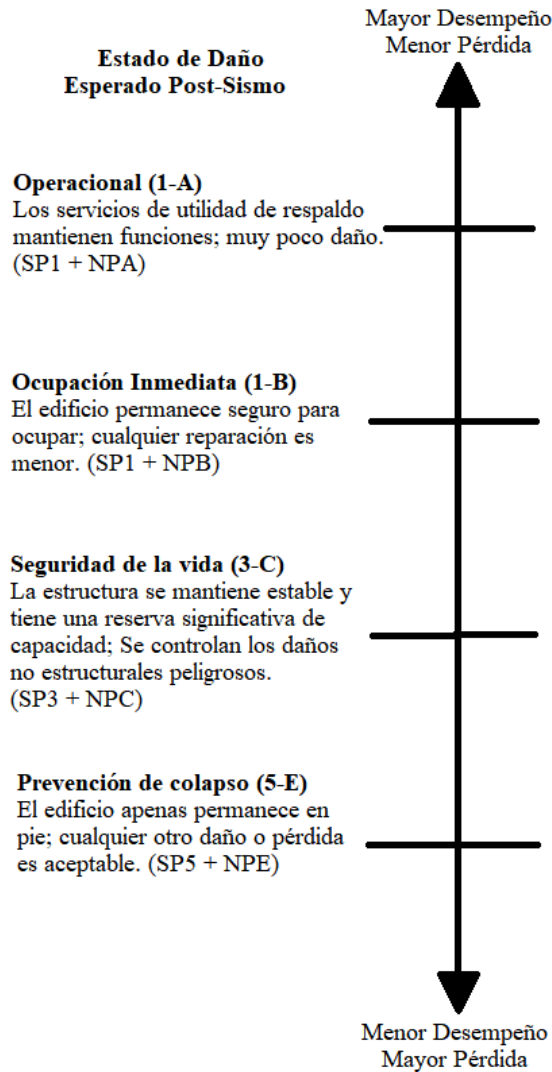 Mayor Desempeño
Menor Pérdida
Estado de Daño
Esperado Post-Sismo
Operacional (1-A)
Los servicios de utilidad de respaldo
mantienen funciones; muy poco daño.
(SP1 + NPA)
Ocupación Inmediata (1-B)
El edificio permanece seguro para
ocupar; cualquier reparación es
menor. (SP1 + NPB)
Seguridad de la vida (3-C)
La estructura se mantiene estable y
tiene una reserva significativa de
capacidad; Se controlan los daños
no estructurales peligrosos.
(SP3 + NPC)
Prevención de colapso (5-E)
El edificio apenas permanece en
pie; cualquier otro daño o pérdida
es aceptable. (SP5 + NPE)
Menor Desempeño
Mayor Pérdida